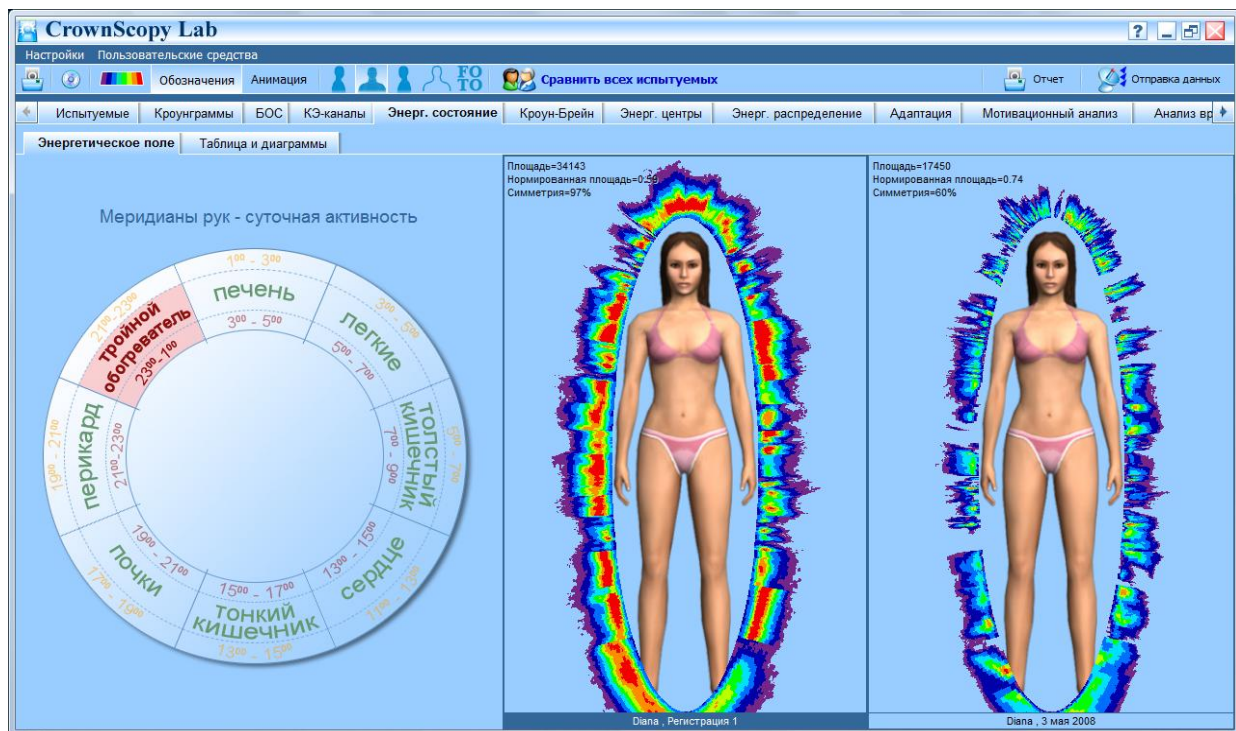 CrownScopy Lab
Настройки Пользовательские средства
Обозначения Анимация FO TO Сравнить всех испытуемых Отчет Отправка данных
Испытуемые Кроунграммы БОС КЭ-каналы Энерг. состояние Кроун-Брейн Энерг. центры Энерг. распределение Адаптация Мотивационный анализ Анализ вр
Энергетическое поле Таблица и диаграммы
Меридианы рук - суточная активность
1⁰⁰ - 3⁰⁰
печень
3⁰⁰ - 5⁰⁰
3⁰⁰ - 5⁰⁰
легкие
5⁰⁰ - 7⁰⁰
5⁰⁰ - 7⁰⁰
толстый
кишечник
7⁰⁰ - 9⁰⁰
11⁰⁰ - 13⁰⁰
сердце
13⁰⁰ - 15⁰⁰
15⁰⁰ - 17⁰⁰
тонкий
кишечник
13⁰⁰ - 15⁰⁰
19⁰⁰ - 21⁰⁰
почки
17⁰⁰ - 19⁰⁰
19⁰⁰ - 21⁰⁰
перикард
21⁰⁰-23⁰⁰
21⁰⁰-23⁰⁰
тройной
обогреватель
23⁰⁰-1⁰⁰
Площадь=34143
Нормированная площадь=0.59
Симметрия=97%
Diana , Регистрация 1
Площадь=17450
Нормированная площадь=0.74
Симметрия=60%
Diana , 3 мая 2008